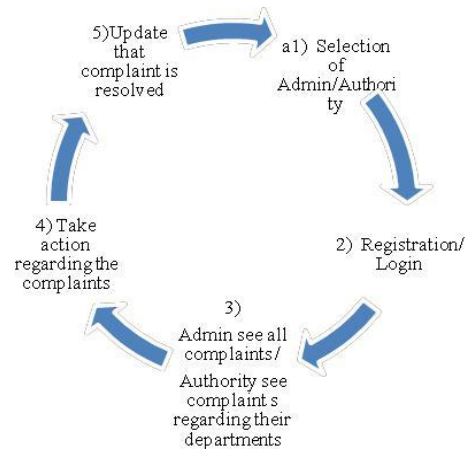 a1) Selection
of
Admin/Authori
ty
2) Registration/
Login
3)
Admin see all
complaints/
Authority see
complaint s
regarding their
departments
4) Take
action
regarding the
complaints
5)Update
that
complaint is
resolved